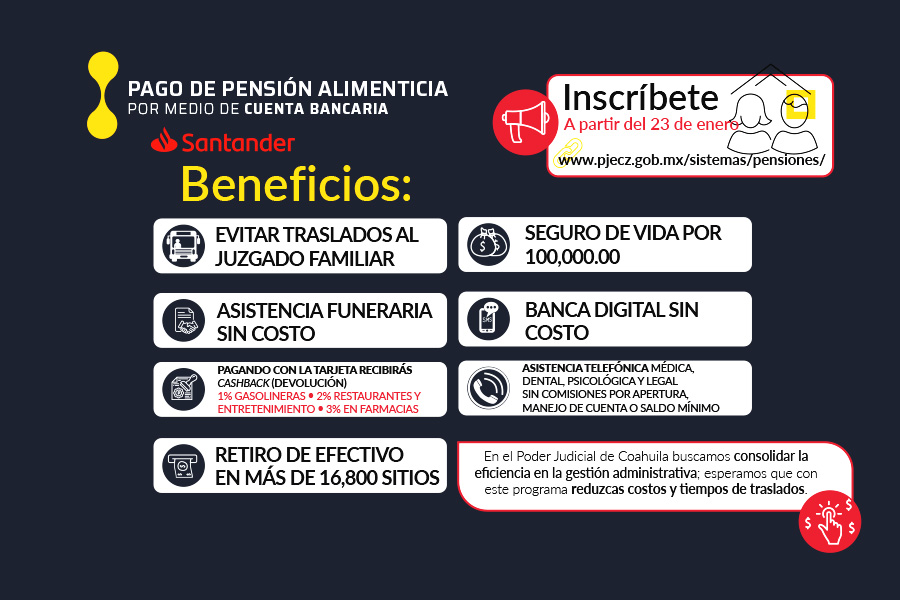 PAGO DE PENSIÓN ALIMENTICIA
POR MEDIO DE CUENTA BANCARIA
Santander
Inscríbete
A partir del 23 de enero
www.pjecz.gob.mx/sistemas/pensiones/
Beneficios:
EVITAR TRASLADOS AL
JUZGADO FAMILIAR
SEGURO DE VIDA POR
100,000.00
ASISTENCIA FUNERARIA
SIN COSTO
BANCA DIGITAL SIN
COSTO
PAGANDO CON LA TARJETA RECIBIRÁS
CASHBACK (DEVOLUCIÓN)
1% GASOLINERAS • 2% RESTAURANTES Y
ENTRETENIMIENTO • 3% EN FARMACIAS
ASISTENCIA TELEFÓNICA MÉDICA,
DENTAL, PSICOLÓGICA Y LEGAL
SIN COMISIONES POR APERTURA,
MANEJO DE CUENTA O SALDO MÍNIMO
RETIRO DE EFECTIVO
EN MÁS DE 16,800 SITIOS
En el Poder Judicial de Coahuila buscamos consolidar la
eficiencia en la gestión administrativa; esperamos que con
este programa reduzcas costos y tiempos de traslados.